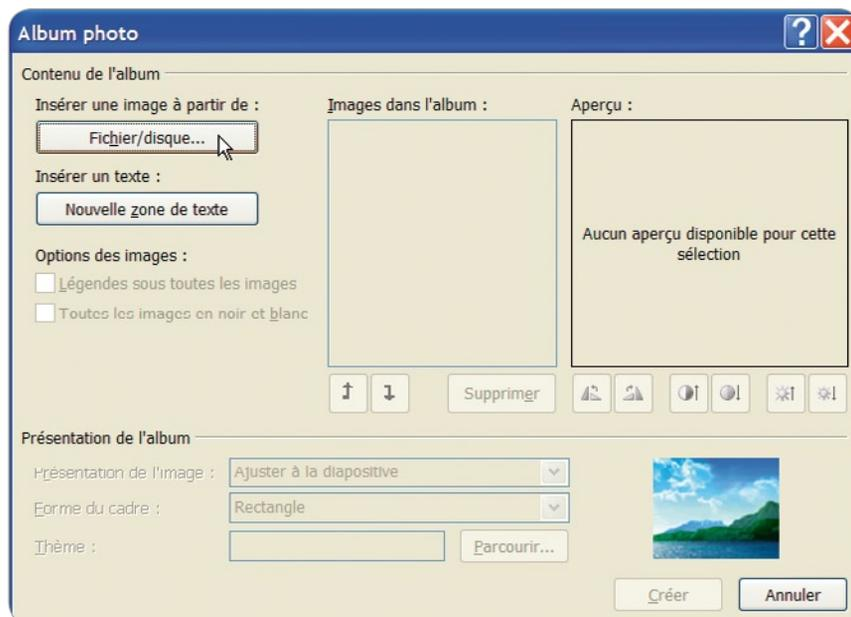 Album photo
Contenu de l'album
Insérer une image à partir de :
Fichier/disque...
Insérer un texte :
Nouvelle zone de texte
Options des images :
Légendes sous toutes les images
Toutes les images en noir et blanc
Images dans l'album :
Supprimer
Aperçu :
Aucun aperçu disponible pour cette
sélection
Présentation de l'album
Présentation de l'image :
Ajuster à la diapositive
Forme du cadre :
Rectangle
Thème :
Parcourir...
Créer
Annuler